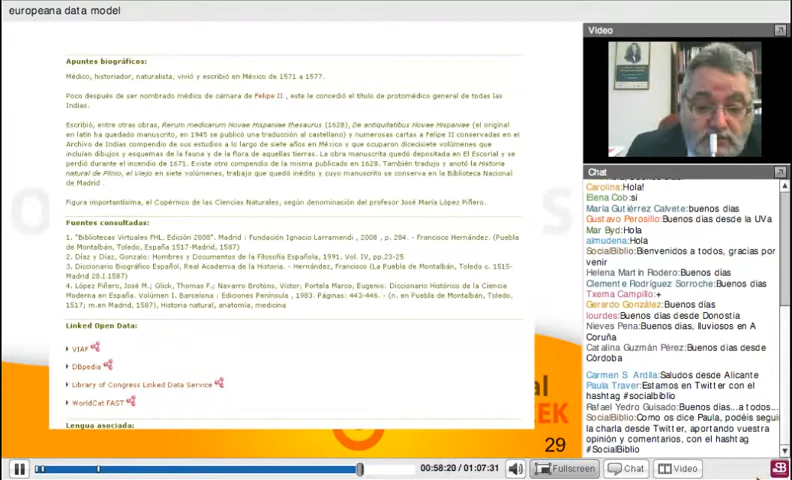 europeana data model
Apuntes biográficos:
Médico, historiador, naturalista, vivió y escribió en México de 1571 a 1577.
Poco después de ser nombrado médico de cámara de Felipe II , este le concedió el título de protomédico general de todas las
Indias.
Escribió, entre otras obras, Rerum medicarum Novae Hispaniae thesaurus (1628), De antiquitatibus Novae Hispaniae (el original
en latín ha quedado manuscrito, en 1945 se publicó una traducción al castellano) y numerosas cartas a Felipe II conservadas en el
Archivo de Indias compendio de sus estudios a lo largo de siete años en México y que ocuparon diecisiete volúmenes que
incluían dibujos y esquemas de la fauna y de la flora de aquellas tierras. La obra manuscrita quedó depositada en El Escorial y se
perdió durante el incendio de 1671. Existe otro compendio de la misma publicado en 1628. También tradujo y anotó la Historia
natural de Plinio, el Viejo en siete volúmenes, trabajo que quedó inédito y cuyo manuscrito se conserva en la Biblioteca Nacional
de Madrid .
Figura importantísima, el Copérnico de las Ciencias Naturales, según denominación del profesor José María López Piñero.
Fuentes consultadas:
1. "Bibliotecas Virtuales FHL. Edición 2008". Madrid : Fundación Ignacio Larramendi , 2008 , p. 284. - Francisco Hernández. (Puebla
de Montalbán, Toledo, España 1517-Madrid, 1587)
2. Díaz y Díaz, Gonzalo: Hombres y Documentos de la Filosofía Española, 1991. Vol. IV, pp.23-25
3. Diccionario Biográfico Español, Real Academia de la Historia. - Hernández, Francisco (La Puebla de Montalbán, Toledo c. 1515-
Madrid 28.I.1587)
4. López Piñero, José M.; Glick, Thomas F.; Navarro Brotóns, Víctor; Portela Marco, Eugenio: Diccionario Histórico de la Ciencia
Moderna en España. Volúmen I. Barcelona : Ediciones Península , 1983. Páginas: 443-446. - (n. en Puebla de Montalbán, Toledo,
1517; m.en Madrid, 1587), Historia natural, anatomía, medicina
Linked Open Data:
VIAF
DBpedia
Library of Congress Linked Data Service
WorldCat FAST
Lengua asociada:
al
EEK
29
Video
Chat
Carolina:Hola!
Elena Cob:si
María Gutiérrez Calvete:buenos dias
Gustavo Perosillo:Buenos días desde la UVa
Mar Byd:Hola
almudena:Hola
SocialBiblio:Bienvenidos a todos, gracias por
venir
Helena Martín Rodero:Buenos días
Clemente Rodríguez Sorroche:Buenos días
Txema Campillo:+
Gerardo González:Buenos días
lourdes:Buenos dias desde Donostia
Nieves Pena:Buenos días, lluviosos en A
Coruña
Catalina Guzmán Pérez:Buenos días desde
Córdoba
Carmen S Ardila:Saludos desde Alicante
Paula Traver:Estamos en Twitter con el
hashtag #socialbiblio
Rafael Yedro Guisado:Buenos días...a todos...
SocialBiblio:Como os dice Paula, podéis segui
la charla desde Twitter, aportando vuestra
opinión y comentarios, con el hashtag
#SocialBiblio
00:58:20 / 01:07:31
Fullscreen
Chat
Video
SB